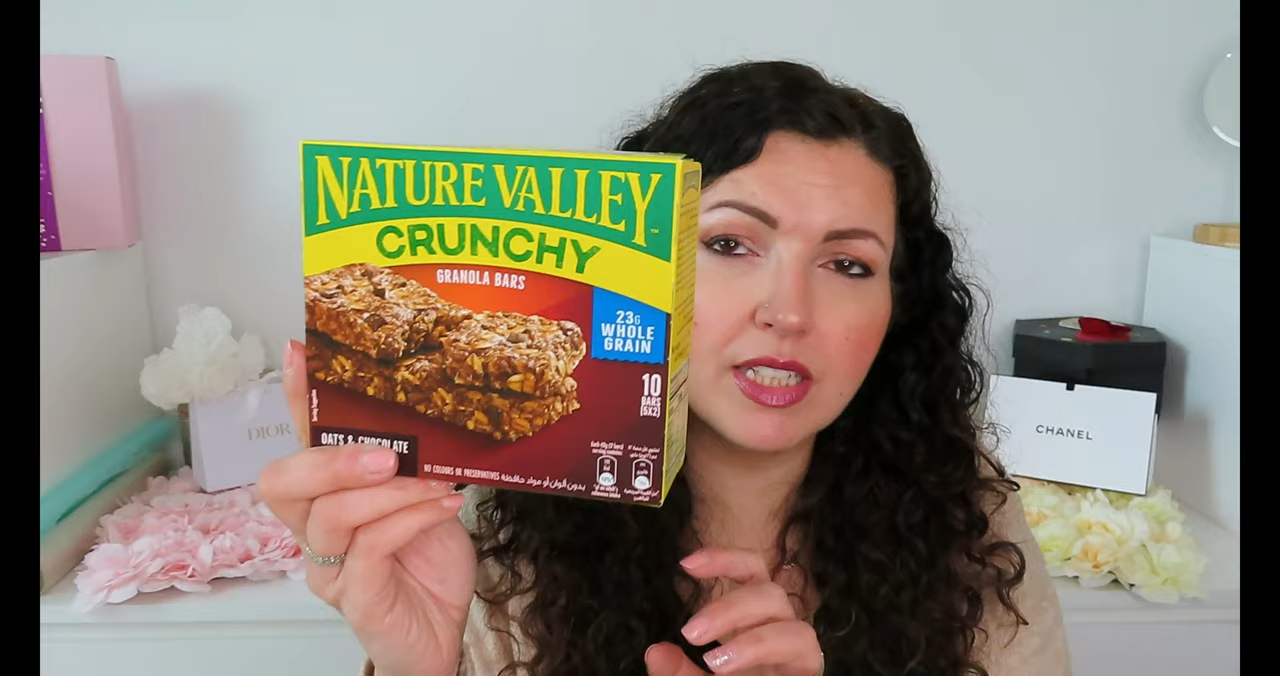 NATURE VALLEY™
CRUNCHY
GRANOLA BARS
23G
WHOLE
GRAIN
10
BARS
(5X2)
OATS & CHOCOLATE
NO COLOURS OR PRESERVATIVES بدون ألوان أو مواد حافظة
DIOR
CHANEL